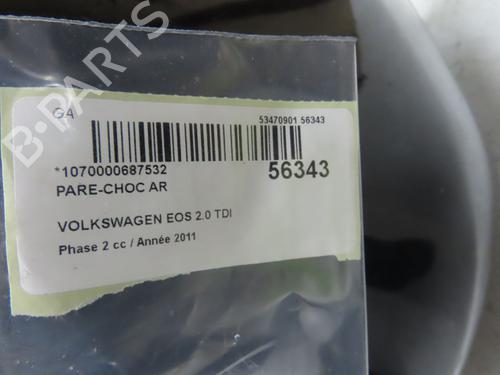 GA
53470901 56343
*1070000687532
56343
PARE-CHOC AR
VOLKSWAGEN EOS 2.0 TDI
Phase 2 cc / Année 2011
B-PARTS